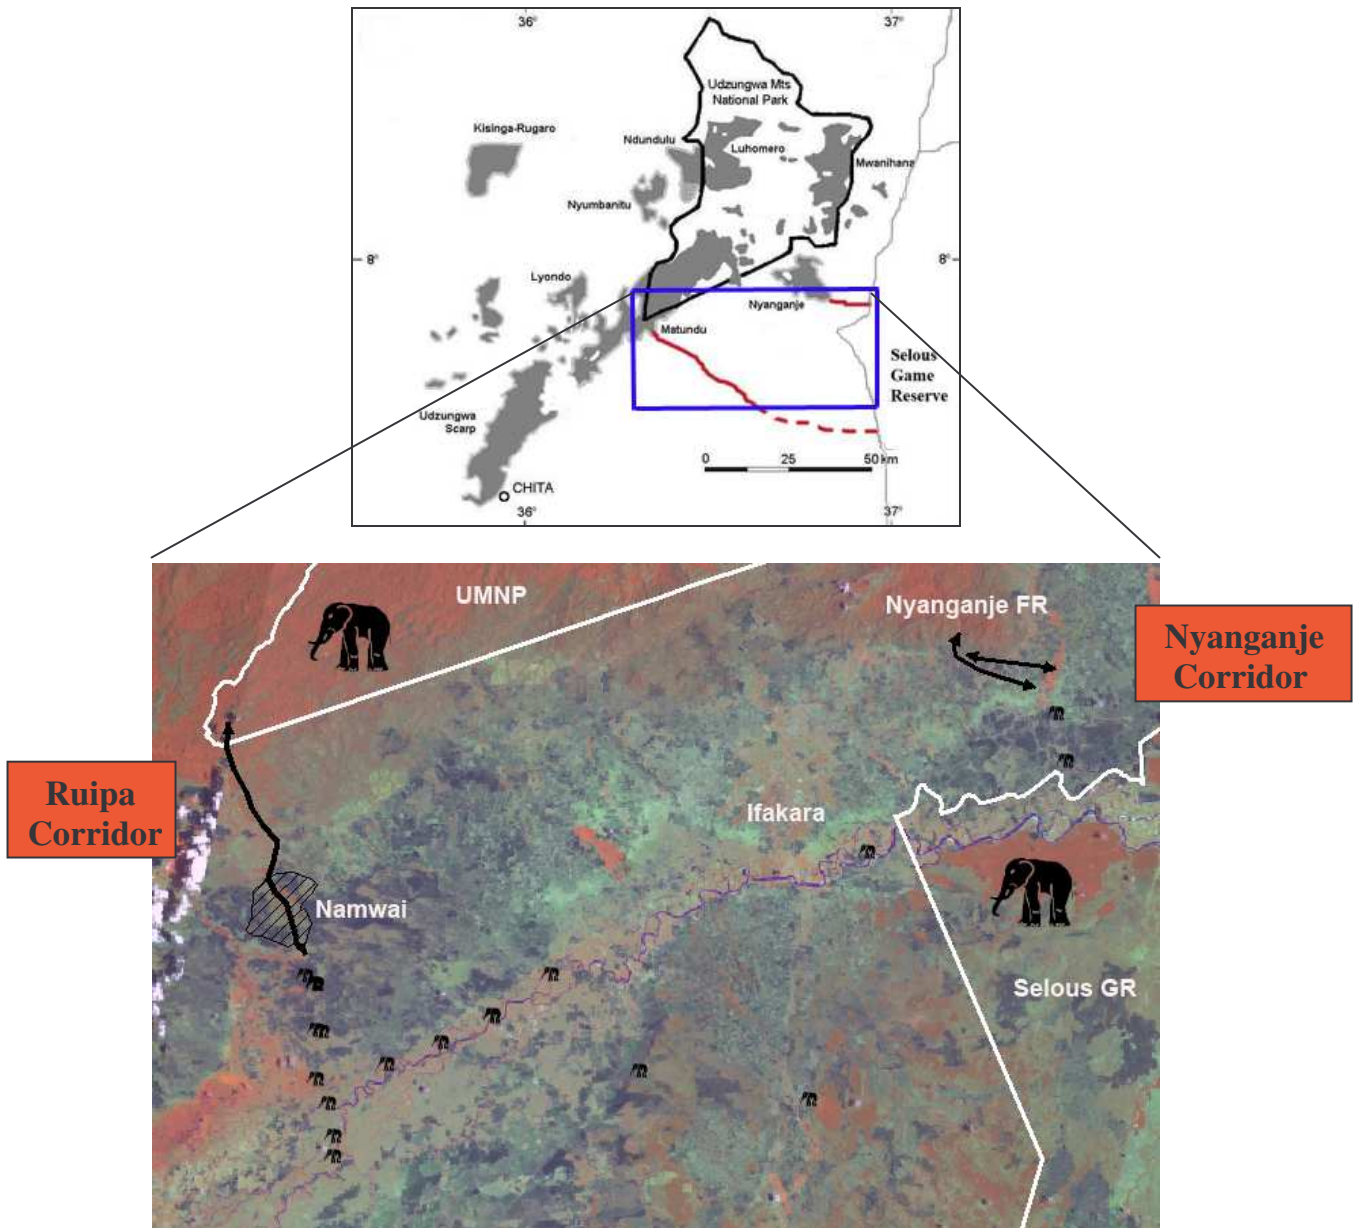 36°
37°
Udzungwa Mts
National Park
Kisinga-Rugaro
Ndundulu
Luhomero
Mwanihana
Nyumbanitu
8°
8°
Lyondo
Nyanganje
Matundu
Selous
Game
Reserve
Udzungwa
Scarp
0 25 50 km
CHITA
36°
37°
UMNP
Nyanganje FR
Nyanganje
Corridor
Ruipa
Corridor
Ifakara
Namwai
Selous GR